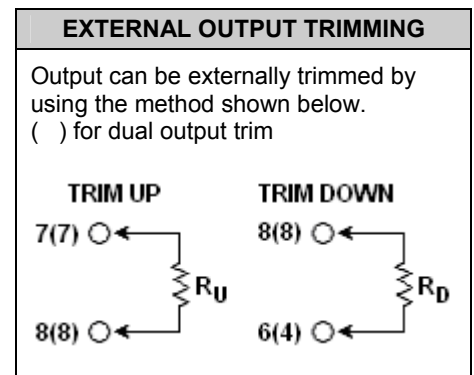 EXTERNAL OUTPUT TRIMMING
Output can be externally trimmed by
using the method shown below.
( ) for dual output trim
TRIM UP
7(7)
RU
8(8)
TRIM DOWN
8(8)
RD
6(4)